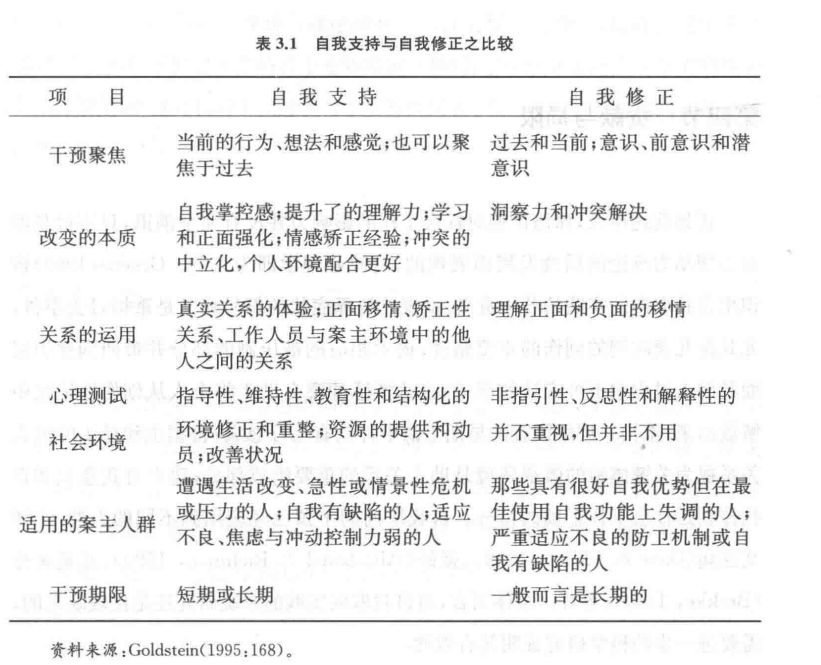 表 3.1 自我支持与自我修正之比较
项 目 自 我 支 持 自 我 修 正
干预聚焦 当前的行为、想法和感觉;也可以聚 过去和当前;意识、前意识和潜
焦于过去 意识
自我掌控感;提升了的理解力;学习 洞察力和冲突解决
改变的本质 和正面强化;情感矫正经验;冲突的
中立化,个人环境配合更好
真实关系的体验;正面移情、矫正性 理解正面和负面的移情
关系的运用 关系、工作人员与案主环境中的他
人之间的关系
心理测试 指导性、维持性、教育性和结构化的 非指引性、反思性和解释性的
社会环境 环境修正和重整;资源的提供和动 并不重视,但并非不用
员;改善状况
遭遇生活改变、急性或情景性危机 那些具有很好自我优势但在最
适用的案主人群 或压力的人;自我有缺陷的人;适应 佳使用自我功能上失调的人;
不良、焦虑与冲动控制力弱的人 严重适应不良的防卫机制或自
我有缺陷的人
干预期限 短期或长期 一般而言是长期的
资料来源:Goldstein(1995:168)。